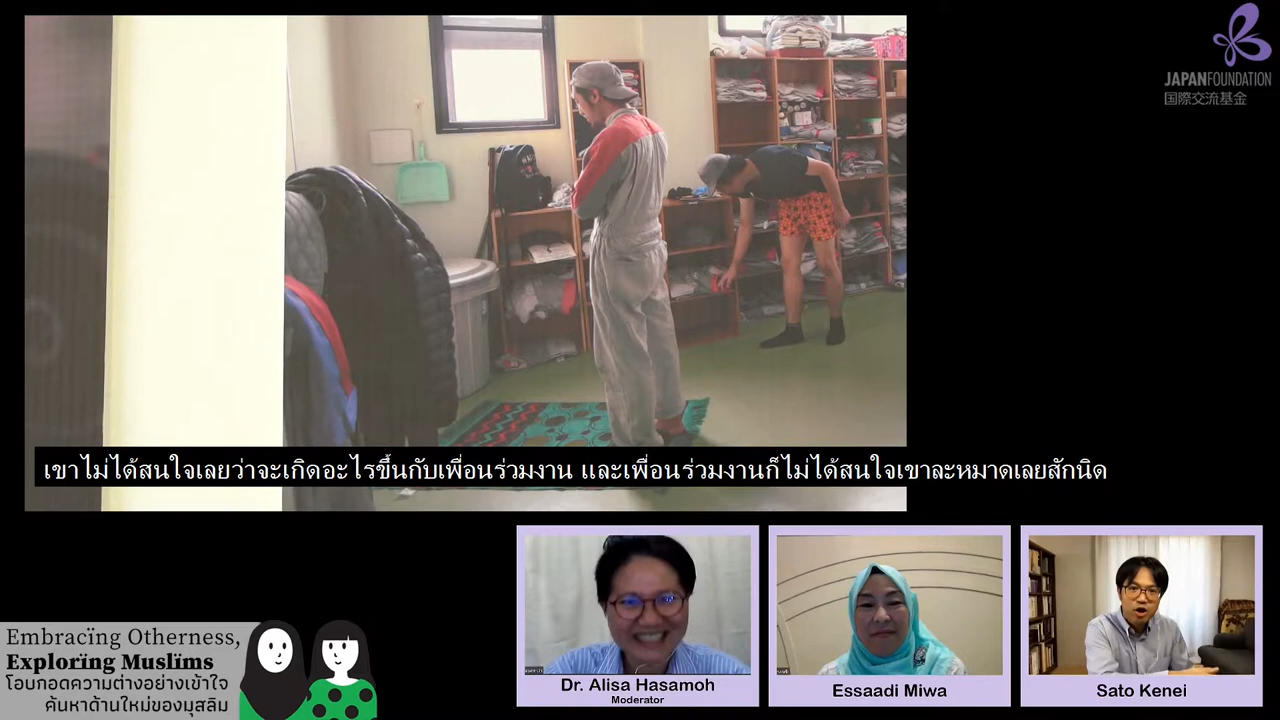 JAPANFOUNDATION
国際交流基金
เขาไม่ได้สนใจเลยว่าจะเกิดอะไรขึ้นกับเพื่อนร่วมงาน และเพื่อนร่วมงานก็ไม่ได้สนใจเขาละหมาดเลยสักนิด
Dr. Alisa Hasamoh
Moderator
Essaadi Miwa
Sato Kenei
Embracïng Otherness,
Explorïng Muslïms
โอบกอดความต่างอย่างเข้าใจ
ค้นหาด้านใหม่ของมุสลิม